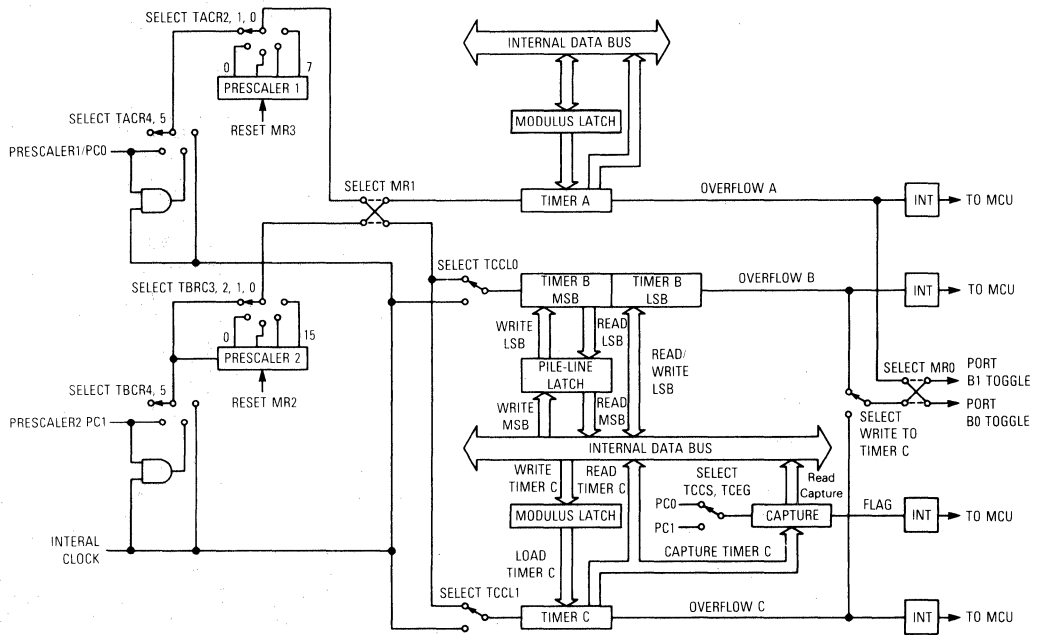 SELECT TACR2, 1, 0
INTERNAL DATA BUS
0
7
PRESCALER 1
RESET MR3
MODULUS LATCH
SELECT TACR4, 5
PRESCALER1/PC0
SELECT MR1
TIMER A
OVERFLOW A
INT
TO MCU
SELECT TCCL0
SELECT TBRC3, 2, 1, 0
TIMER B
MSB
TIMER B
LSB
OVERFLOW B
INT
TO MCU
0
15
PRESCALER 2
RESET MR2
WRITE
LSB
READ
LSB
READ/
WRITE
LSB
PILE-LINE
LATCH
WRITE
MSB
READ
MSB
SELECT MR0
PORT
B1 TOGGLE
PORT
B0 TOGGLE
SELECT
WRITE TO
TIMER C
SELECT TBCR4, 5
PRESCALER2 PC1
INTERNAL DATA BUS
WRITE
TIMER C
READ
TIMER C
SELECT
TCCS, TCEG
Read
Capture
PC0
PC1
MODULUS LATCH
CAPTURE
FLAG
INT
TO MCU
INTERAL
CLOCK
LOAD
TIMER C
CAPTURE TIMER C
SELECT TCCL1
TIMER C
OVERFLOW C
INT
TO MCU